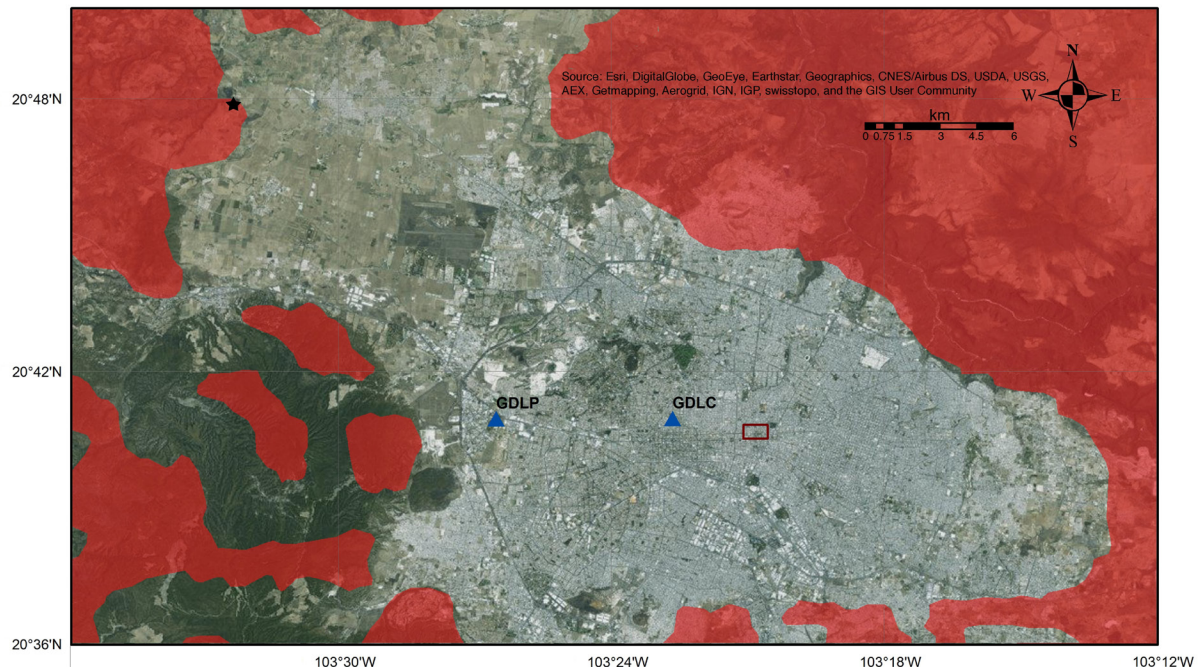 Source: Esri, DigitalGlobe, GeoEye, Earthstar, Geographics, CNES/Airbus DS, USDA, USGS,
AEX, Getmapping, Aerogrid, IGN, IGP, swisstopo, and the GIS User Community
N
W E
S
km
0 0.75 1.5 3 4.5 6
20°48'N
20°42'N
GDLP GDLC
20°36'N
103°30'W 103°24'W 103°18'W 103°12'W